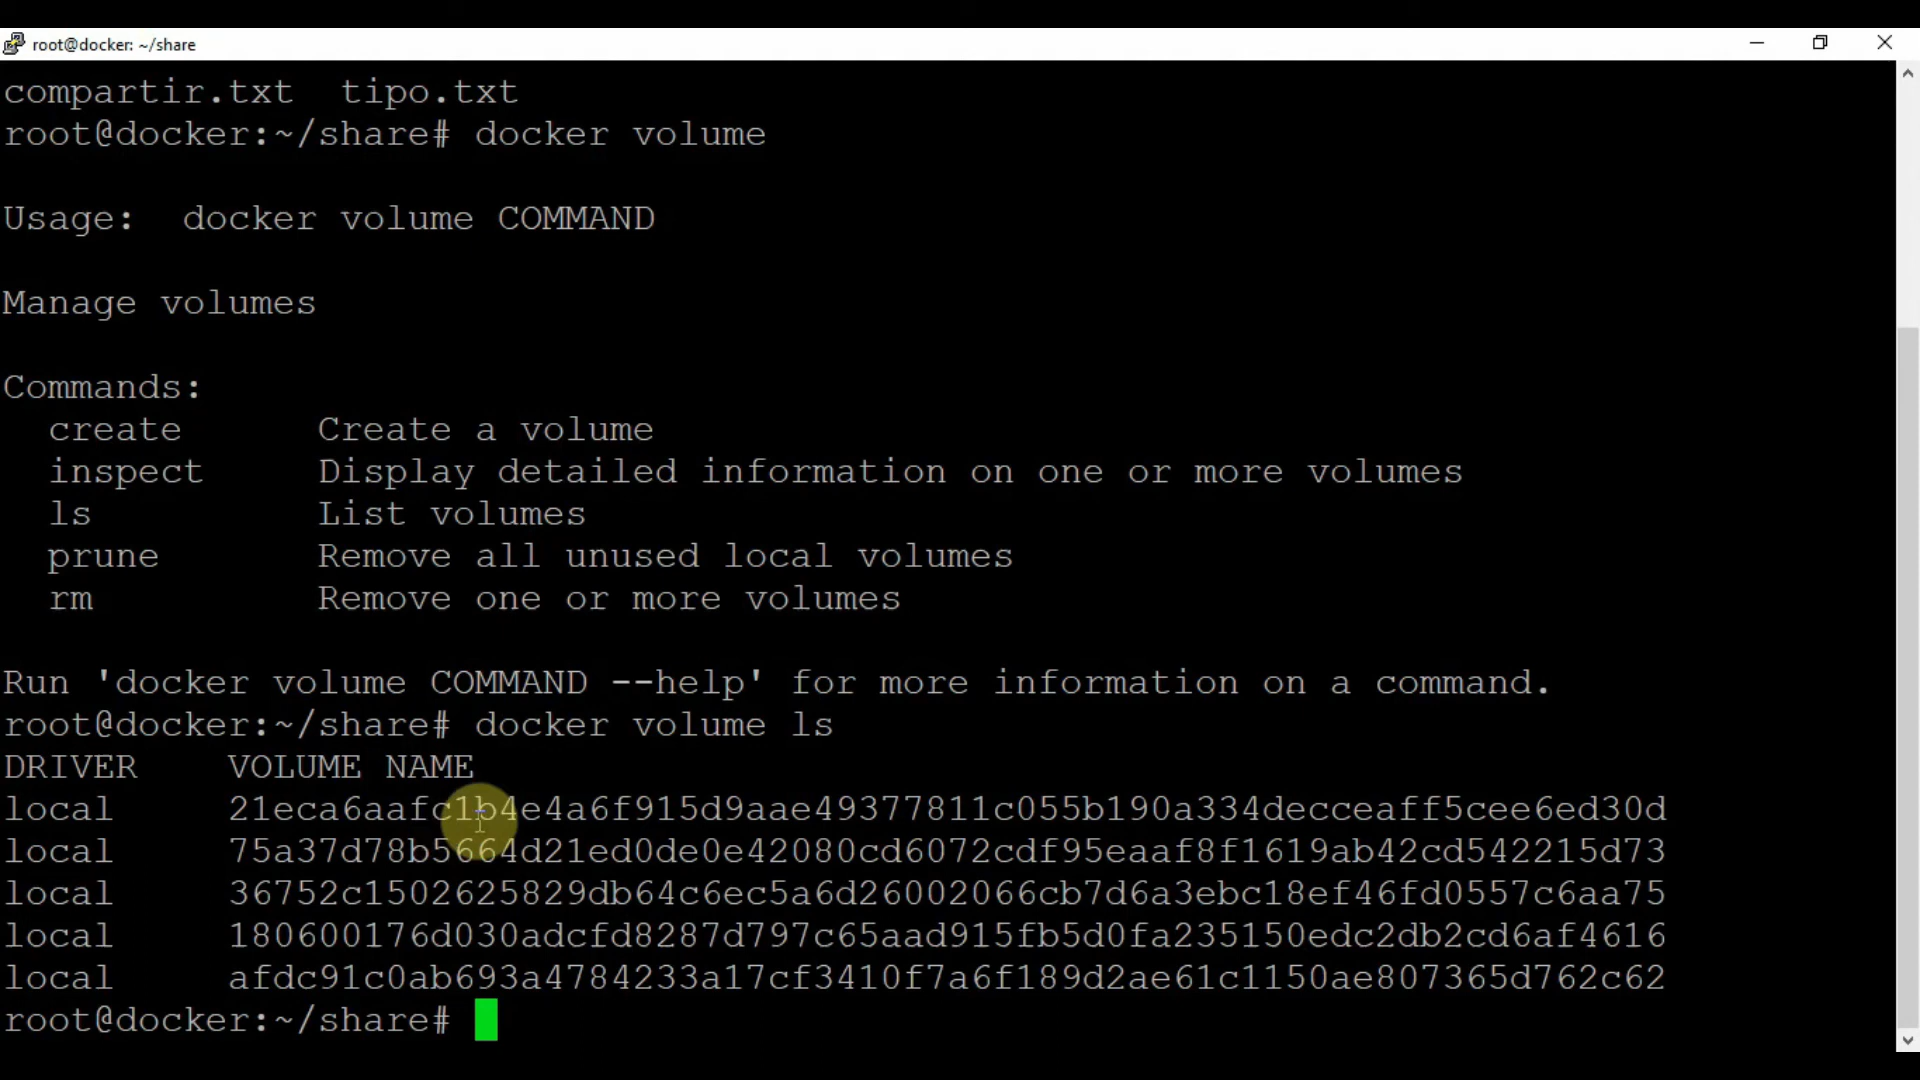 root@docker: ~/share
compartir.txt  tipo.txt
root@docker:~/share# docker volume
Usage:  docker volume COMMAND
Manage volumes
Commands:
  create      Create a volume
  inspect     Display detailed information on one or more volumes
  ls          List volumes
  prune       Remove all unused local volumes
  rm          Remove one or more volumes
Run 'docker volume COMMAND --help' for more information on a command.
root@docker:~/share# docker volume ls
DRIVER    VOLUME NAME
local     21eca6aafc1b4e4a6f915d9aae49377811c055b190a334decceaff5cee6ed30d
local     75a37d78b5664d21ed0de0e42080cd6072cdf95eaaf8f1619ab42cd542215d73
local     36752c1502625829db64c6ec5a6d26002066cb7d6a3ebc18ef46fd0557c6aa75
local     180600176d030adcfd8287d797c65aad915fb5d0fa235150edc2db2cd6af4616
local     afdc91c0ab693a4784233a17cf3410f7a6f189d2ae61c1150ae807365d762c62
root@docker:~/share#